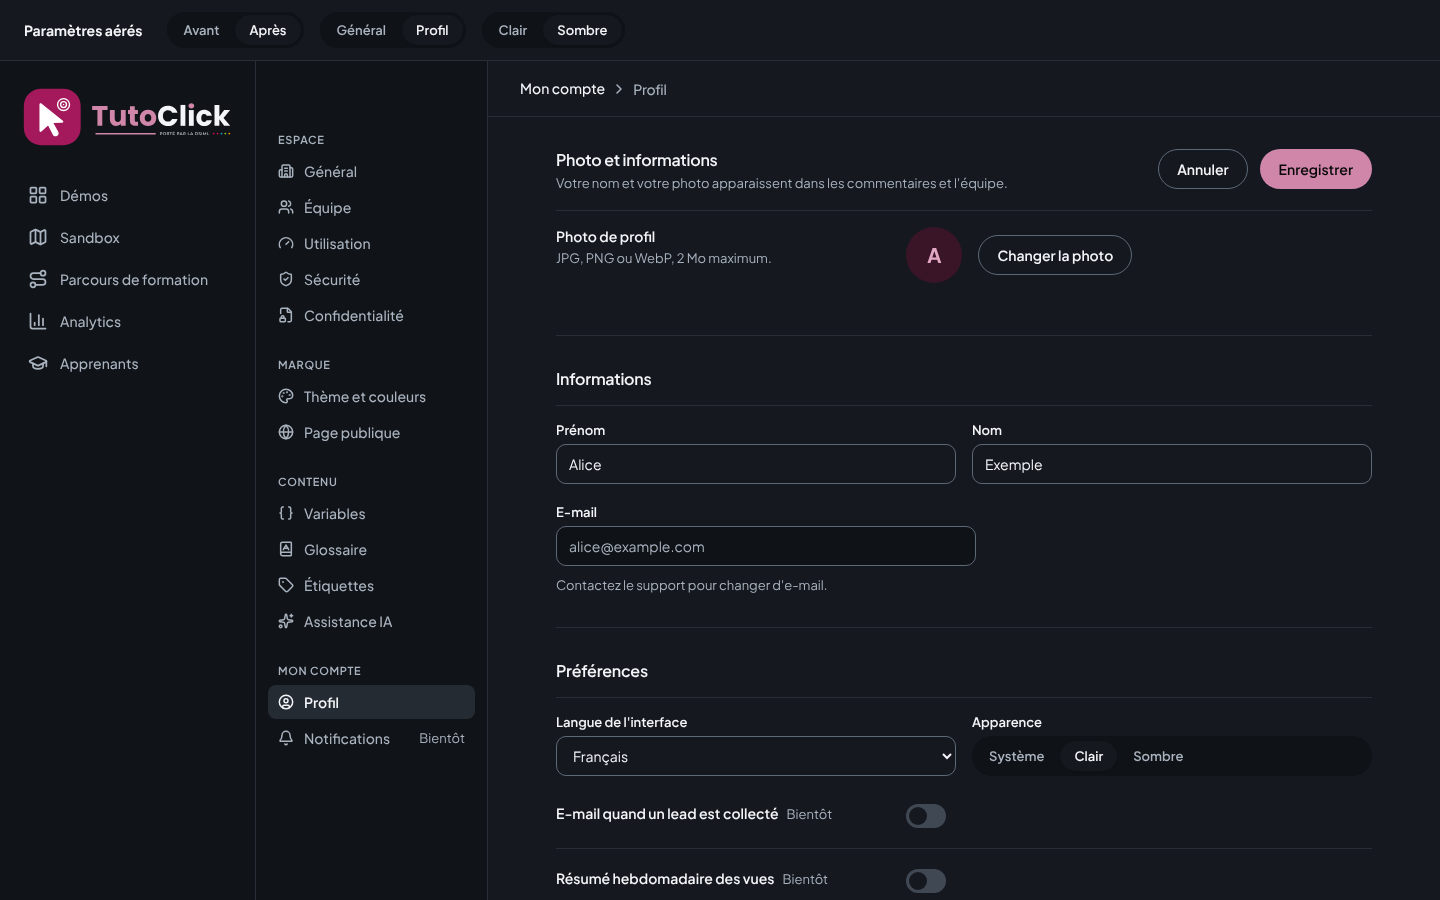 Paramètres aérés
Avant
Après
Général
Profil
Clair
Sombre
TutoClick
PORTÉ PAR LA DSIML
Démos
Sandbox
Parcours de formation
Analytics
Apprenants
ESPACE
Général
Équipe
Utilisation
Sécurité
Confidentialité
MARQUE
Thème et couleurs
Page publique
CONTENU
Variables
Glossaire
Étiquettes
Assistance IA
MON COMPTE
Profil
Notifications Bientôt
Mon compte > Profil
Photo et informations
Votre nom et votre photo apparaissent dans les commentaires et l'équipe.
Annuler
Enregistrer
Photo de profil
JPG, PNG ou WebP, 2 Mo maximum.
A
Changer la photo
Informations
Prénom
Alice
Nom
Exemple
E-mail
alice@example.com
Contactez le support pour changer d'e-mail.
Préférences
Langue de l'interface
Français
Apparence
Système
Clair
Sombre
E-mail quand un lead est collecté Bientôt
Résumé hebdomadaire des vues Bientôt